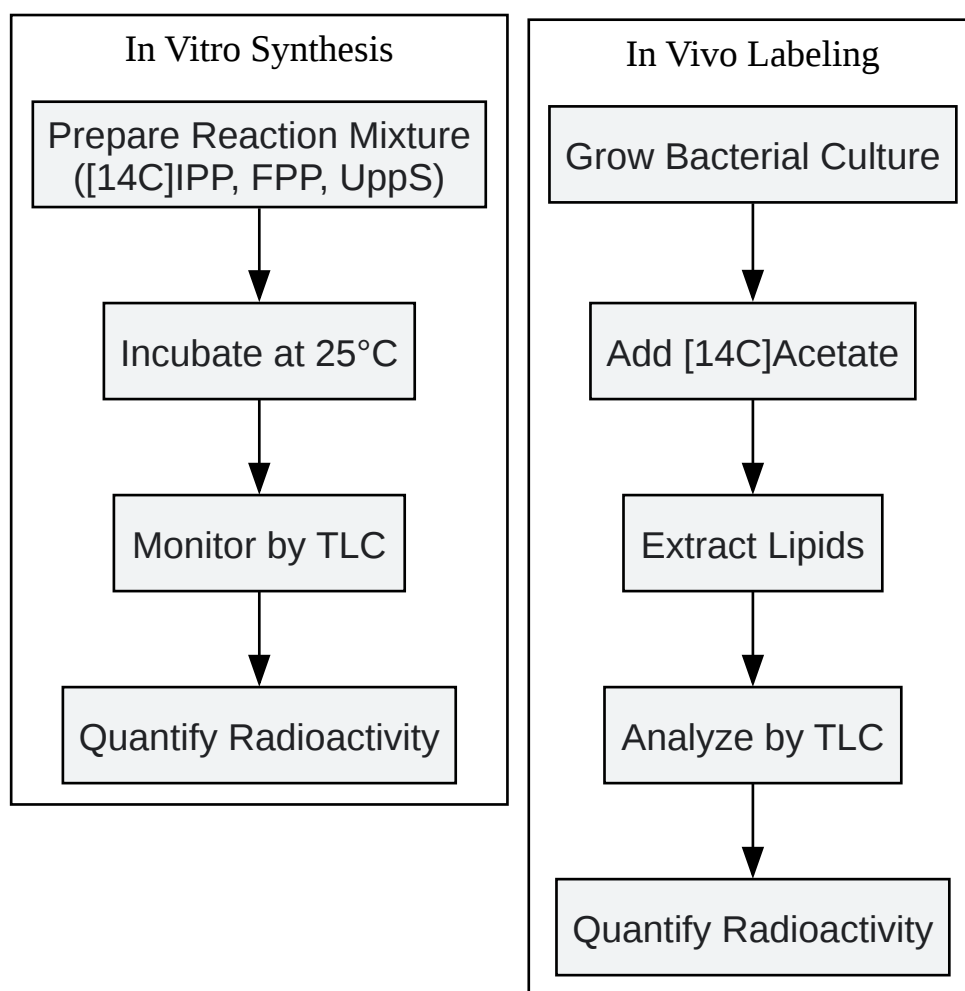 In Vitro Synthesis
Prepare Reaction Mixture
([14C]IPP, FPP, UppS)
Incubate at 25°C
Monitor by TLC
Quantify Radioactivity
In Vivo Labeling
Grow Bacterial Culture
Add [14C]Acetate
Extract Lipids
Analyze by TLC
Quantify Radioactivity